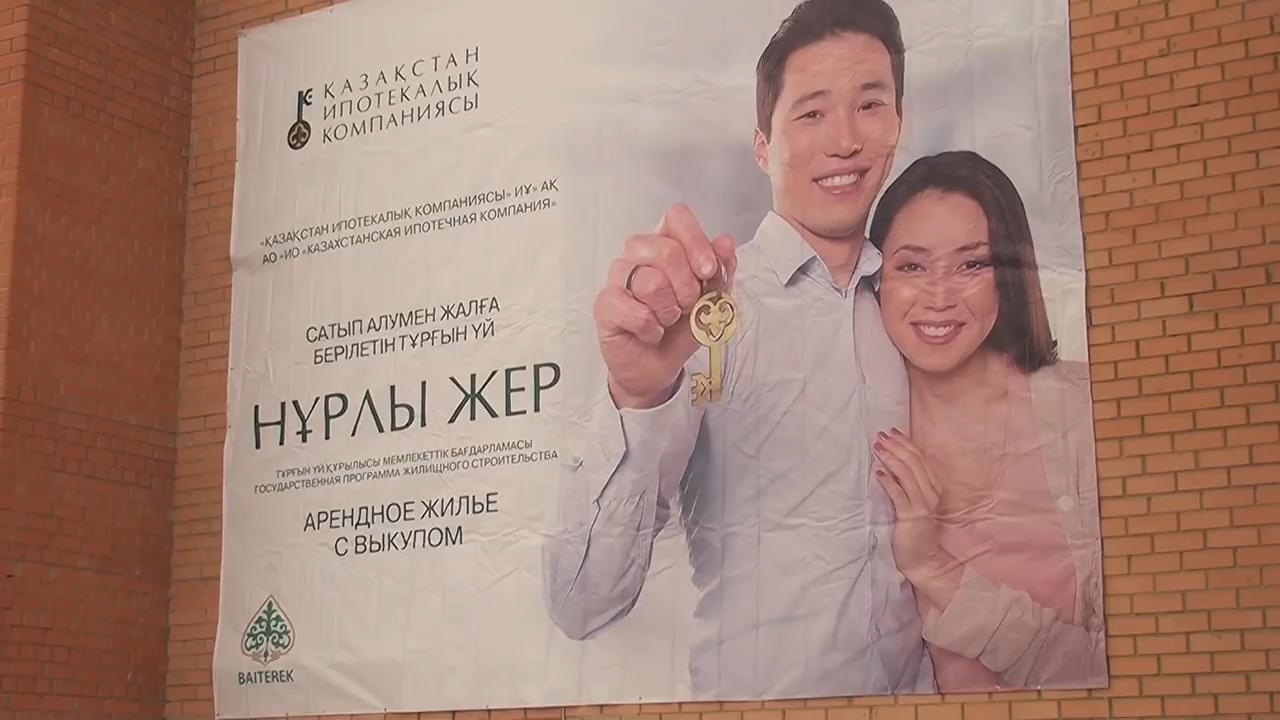 ҚАЗАҚСТАН
ИПОТЕКАЛЫҚ
КОМПАНИЯСЫ
«ҚАЗАҚСТАН ИПОТЕКАЛЫҚ КОМПАНИЯСЫ» ИҰ» АҚ
АО «ИО «КАЗАХСТАНСКАЯ ИПОТЕЧНАЯ КОМПАНИЯ»
САТЫП АЛУМЕН ЖАЛҒА
БЕРІЛЕТІН ТҰРҒЫН ҮЙ
НҰРЛЫ ЖЕР
ТҰРҒЫН ҮЙ ҚҰРЫЛЫСЫ МЕМЛЕКЕТТІК БАҒДАРЛАМАСЫ
ГОСУДАРСТВЕННАЯ ПРОГРАММА ЖИЛИЩНОГО СТРОИТЕЛЬСТВА
АРЕНДНОЕ ЖИЛЬЕ
С ВЫКУПОМ
BAITEREK